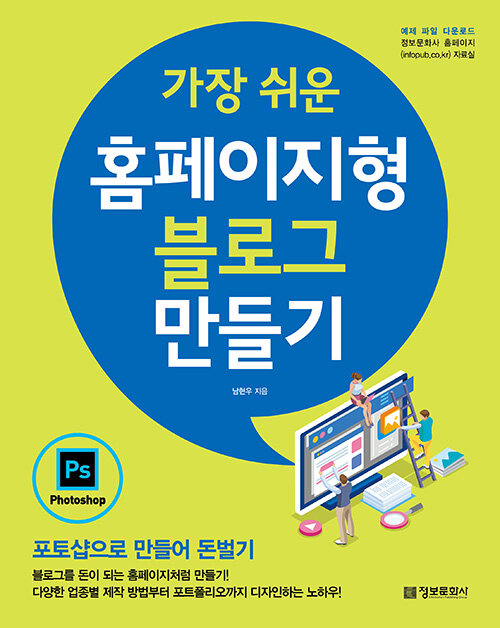 예제 파일 다운로드
정보문화사 홈페이지
(infopub.co.kr) 자료실
가장 쉬운
홈페이지형
블로그
만들기
남현우 지음
Ps
Photoshop
포토샵으로 만들어 돈벌기
블로그를 돈이 되는 홈페이지처럼 만들기!
다양한 업종별 제작 방법부터 포트폴리오까지 디자인하는 노하우!
정보문화사